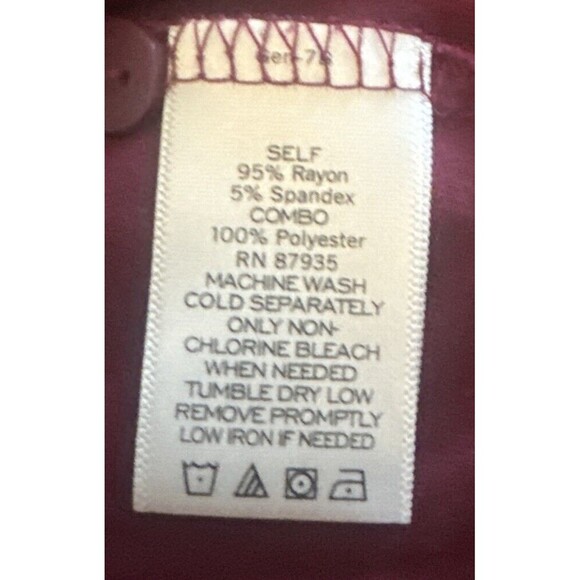 SELF
95% Rayon
5% Spandex
COMBO
100% Polyester
RN 87935
MACHINE WASH
COLD SEPARATELY
ONLY NON-
CHLORINE BLEACH
WHEN NEEDED
TUMBLE DRY LOW
REMOVE PROMPTLY
LOW IRON IF NEEDED